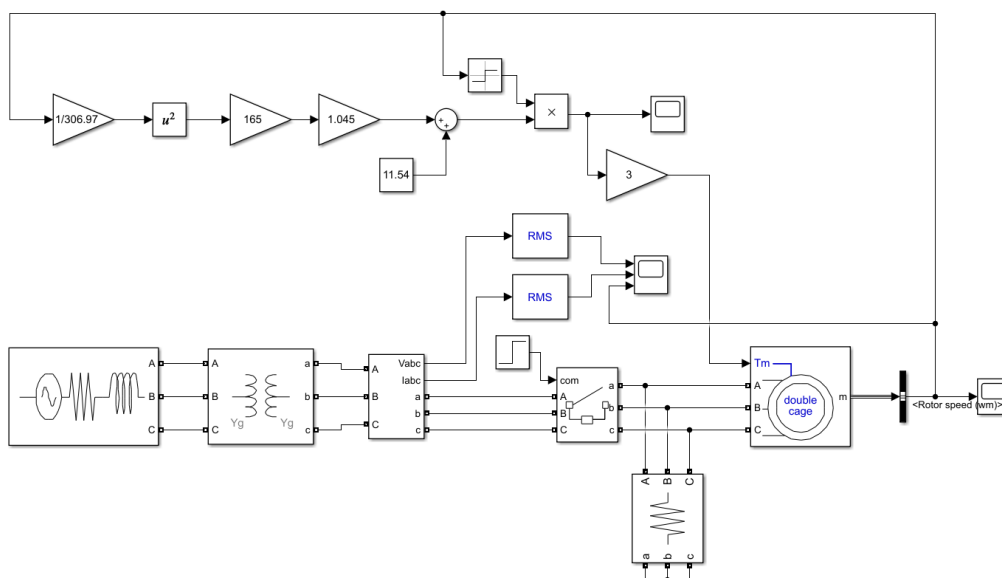 1/306.97
u²
165
1.045
+
+
×
11.54
3
RMS
RMS
A
B
C
A
B
C
Yg
Yg
a
b
c
A
B
C
Vabc
Iabc
a
b
c
com
A
B
C
a
b
c
Tm
A
B
C
double
cage
m
<Rotor speed (wm)>
A
B
C
a
b
c